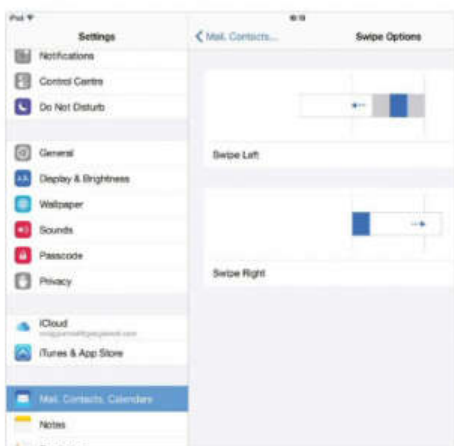 iPad
Settings
Mail, Contacts...
Swipe Options
Notifications
Control Centre
Do Not Disturb
General
Display & Brightness
Wallpaper
Sounds
Passcode
Privacy
iCloud
iTunes & App Store
Mail, Contacts, Calendars
Notes
Swipe Left
Swipe Right